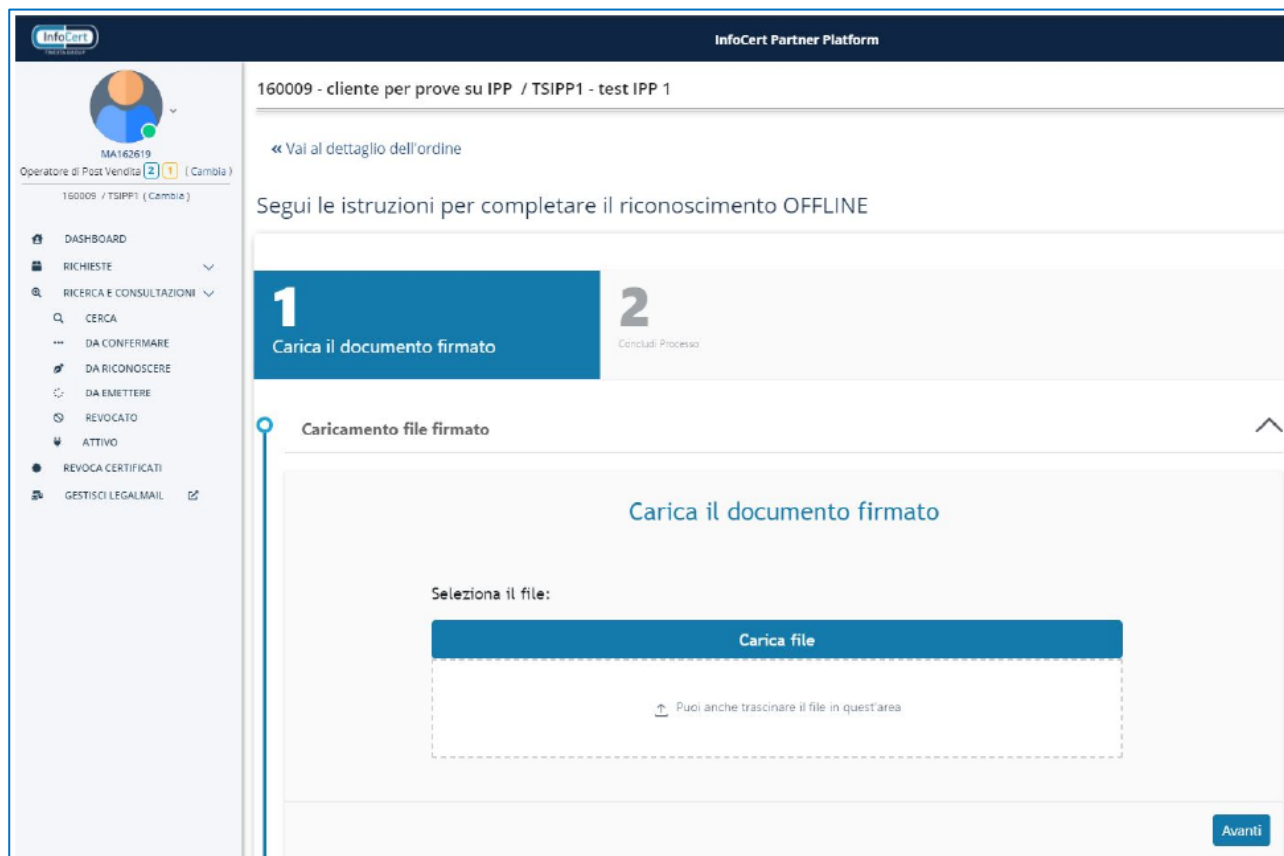 InfoCert
TINEXTA GROUP
InfoCert Partner Platform
MA162619
Operatore di Post Vendita 2 1 ( Cambia )
160009 / TSIPP1 ( Cambia )
DASHBOARD
RICHIESTE
RICERCA E CONSULTAZIONI
CERCA
DA CONFERMARE
DA RICONOSCERE
DA EMETTERE
REVOCATO
ATTIVO
REVOCA CERTIFICATI
GESTISCI LEGALMAIL
160009 - cliente per prove su IPP / TSIPP1 - test IPP 1
« Vai al dettaglio dell'ordine
Segui le istruzioni per completare il riconoscimento OFFLINE
1
Carica il documento firmato
2
Concludi Processo
Caricamento file firmato
Carica il documento firmato
Seleziona il file:
Carica file
Puoi anche trascinare il file in quest'area
Avanti